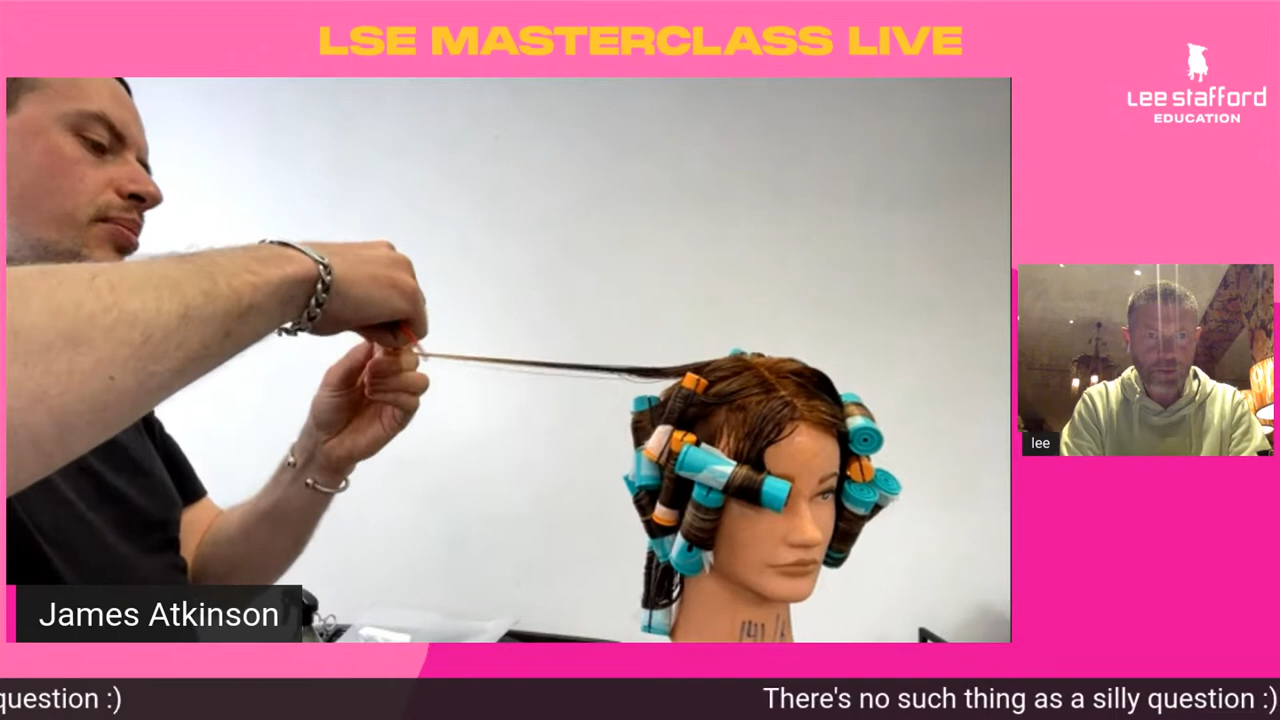 LSE MASTERCLASS LIVE
Lee Stafford
EDUCATION
lee
James Atkinson
question :)
There's no such thing as a silly question :)